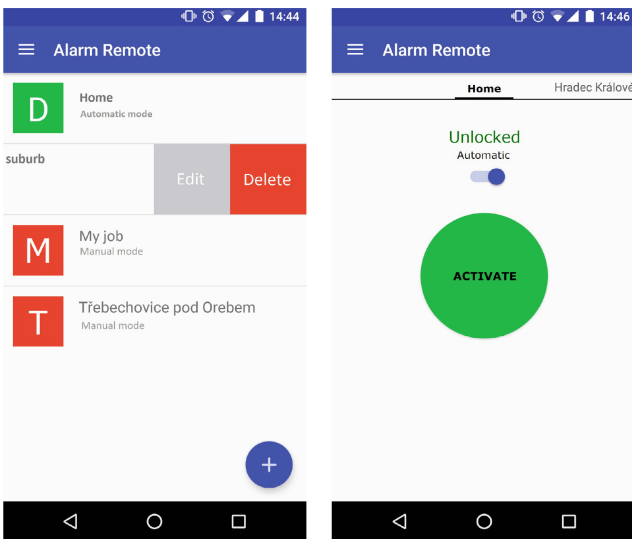 14:44
Alarm Remote
D
Home
Automatic mode
suburb
Edit
Delete
M
My job
Manual mode
T
Třebechovice pod Orebem
Manual mode
+
14:46
Alarm Remote
Home
Hradec Králové
Unlocked
Automatic
ACTIVATE